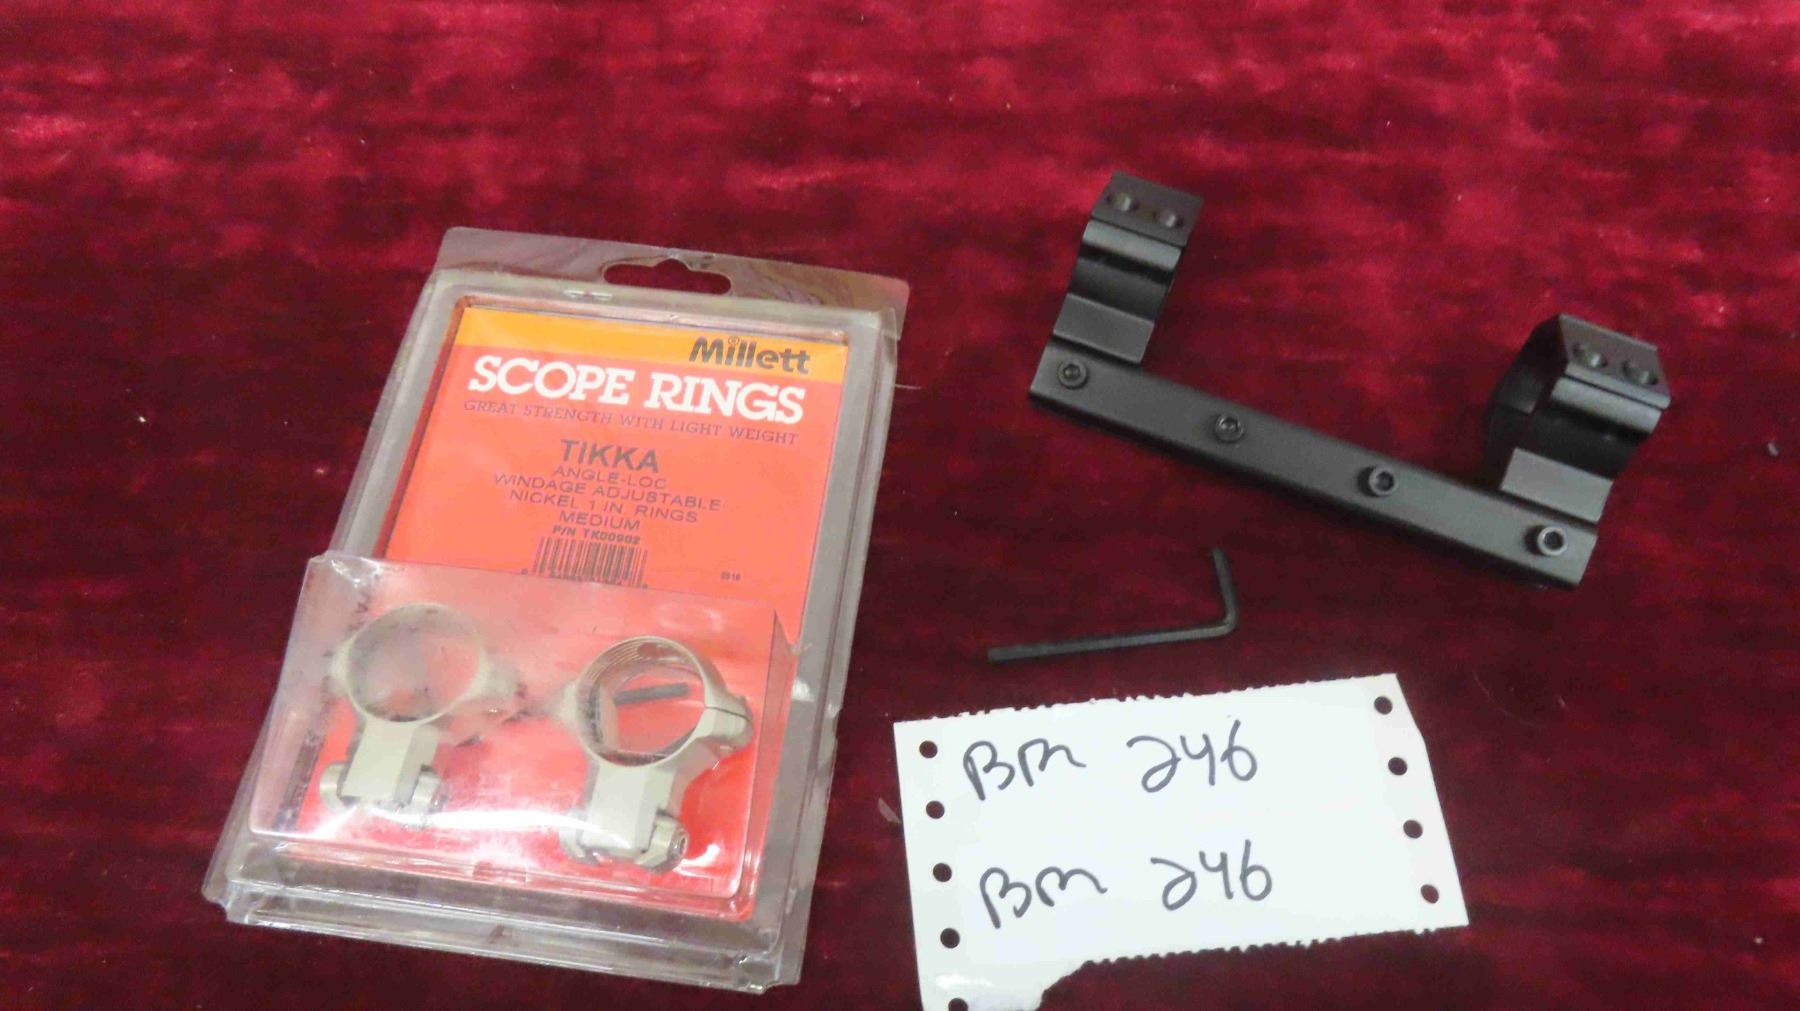 Millett
SCOPE RINGS
GREAT STRENGTH WITH LIGHT WEIGHT
TIKKA
ANGLE-LOC
WINDAGE ADJUSTABLE
NICKEL 1 IN. RINGS
MEDIUM
P/N TK00902
BM 246
BM 246